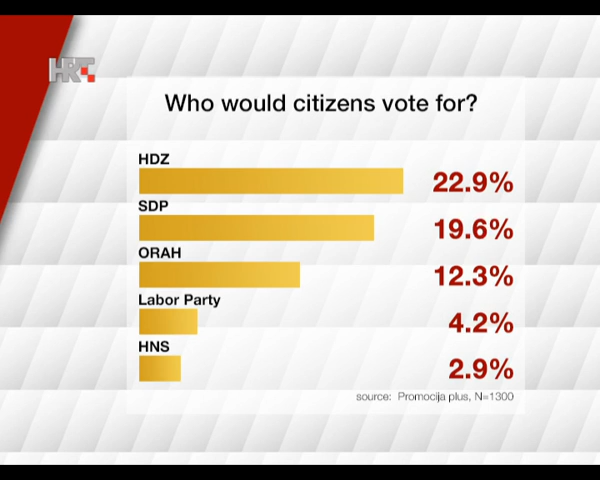 HRT
Who would citizens vote for?
HDZ
22.9%
SDP
19.6%
ORAH
12.3%
Labor Party
4.2%
HNS
2.9%
source: Promocija plus, N=1300